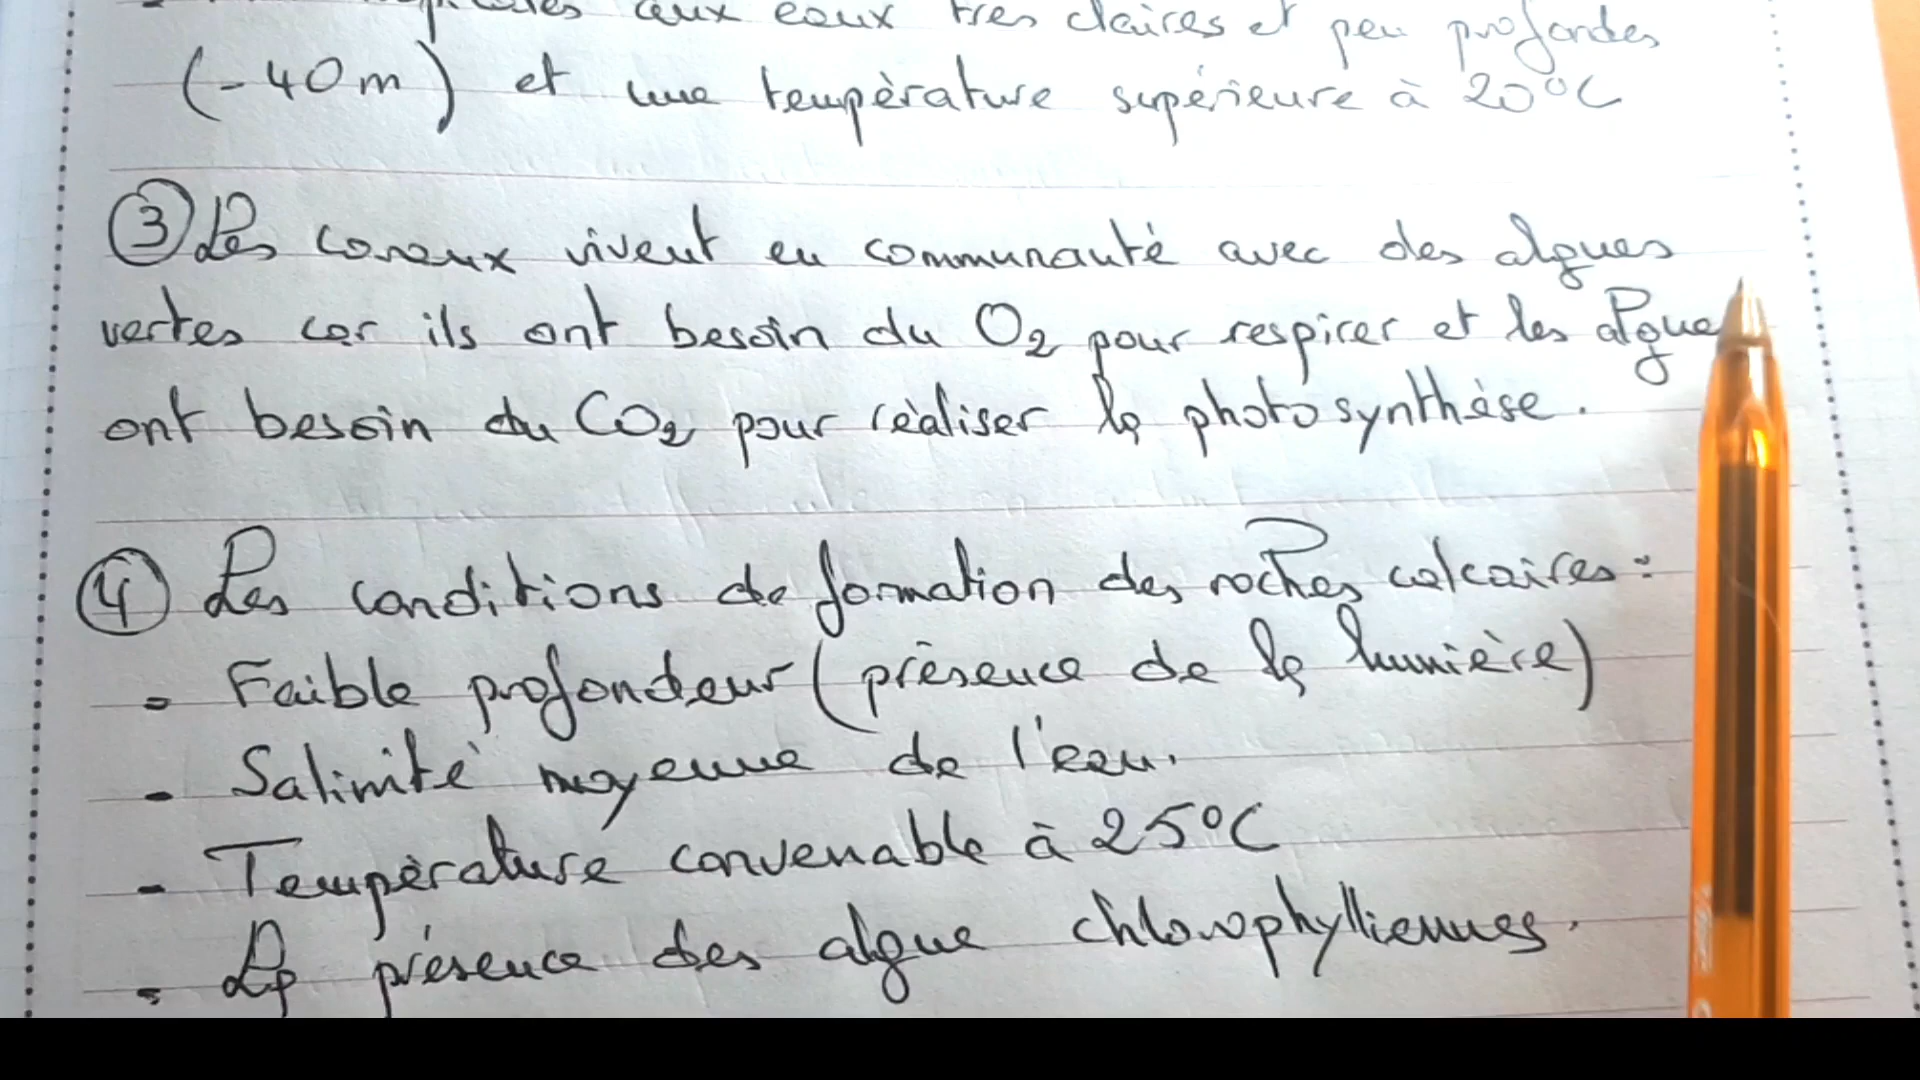 aux eaux très claires et peu profondes
(-40m) et une température supérieure à 20°C
③ Les coraux vivent en communauté avec des algues
vertes car ils ont besoin du O2 pour respirer et les algue
ont besoin du CO2 pour réaliser la photosynthèse.
④ Les conditions de formation des roches calcaires:
- Faible profondeur (présence de la lumière)
- Salinité moyenne de l'eau.
- Température convenable à 25°C
- La présence des algue chlorophylliennes.